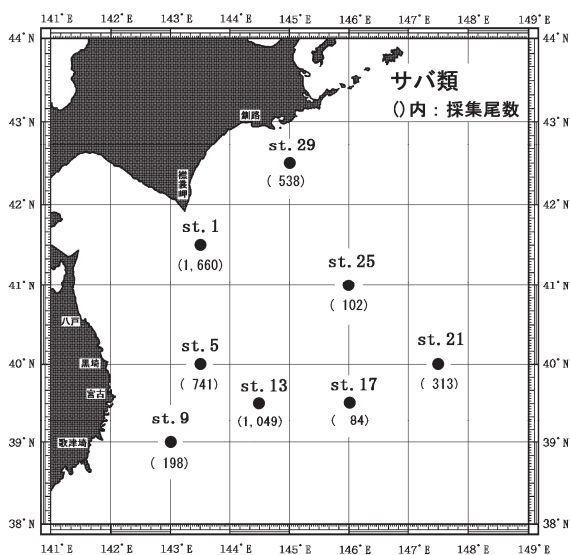 141°E 142°E 143°E 144°E 145°E 146°E 147°E 148°E 149°E
44°N 44°N
サバ類
()内：採集尾数
釧路
43°N 43°N
st.29
(538)
襟裳岬
42°N 42°N
st.1
(1,660)
st.25
41°N 41°N
(102)
八戸
st.5 st.21
40°N 黒埼 40°N
(741) st.13 st.17 (313)
宮古
(1,049) (84)
st.9
39°N 歌津埼 39°N
(198)
38°N 38°N
141°E 142°E 143°E 144°E 145°E 146°E 147°E 148°E 149°E